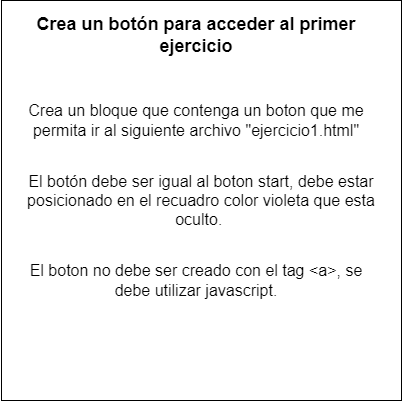 Crea un botón para acceder al primer
ejercicio
Crea un bloque que contenga un boton que me
permita ir al siguiente archivo "ejercicio1.html"
El botón debe ser igual al boton start, debe estar
posicionado en el recuadro color violeta que esta
oculto.
El boton no debe ser creado con el tag <a>, se
debe utilizar javascript.